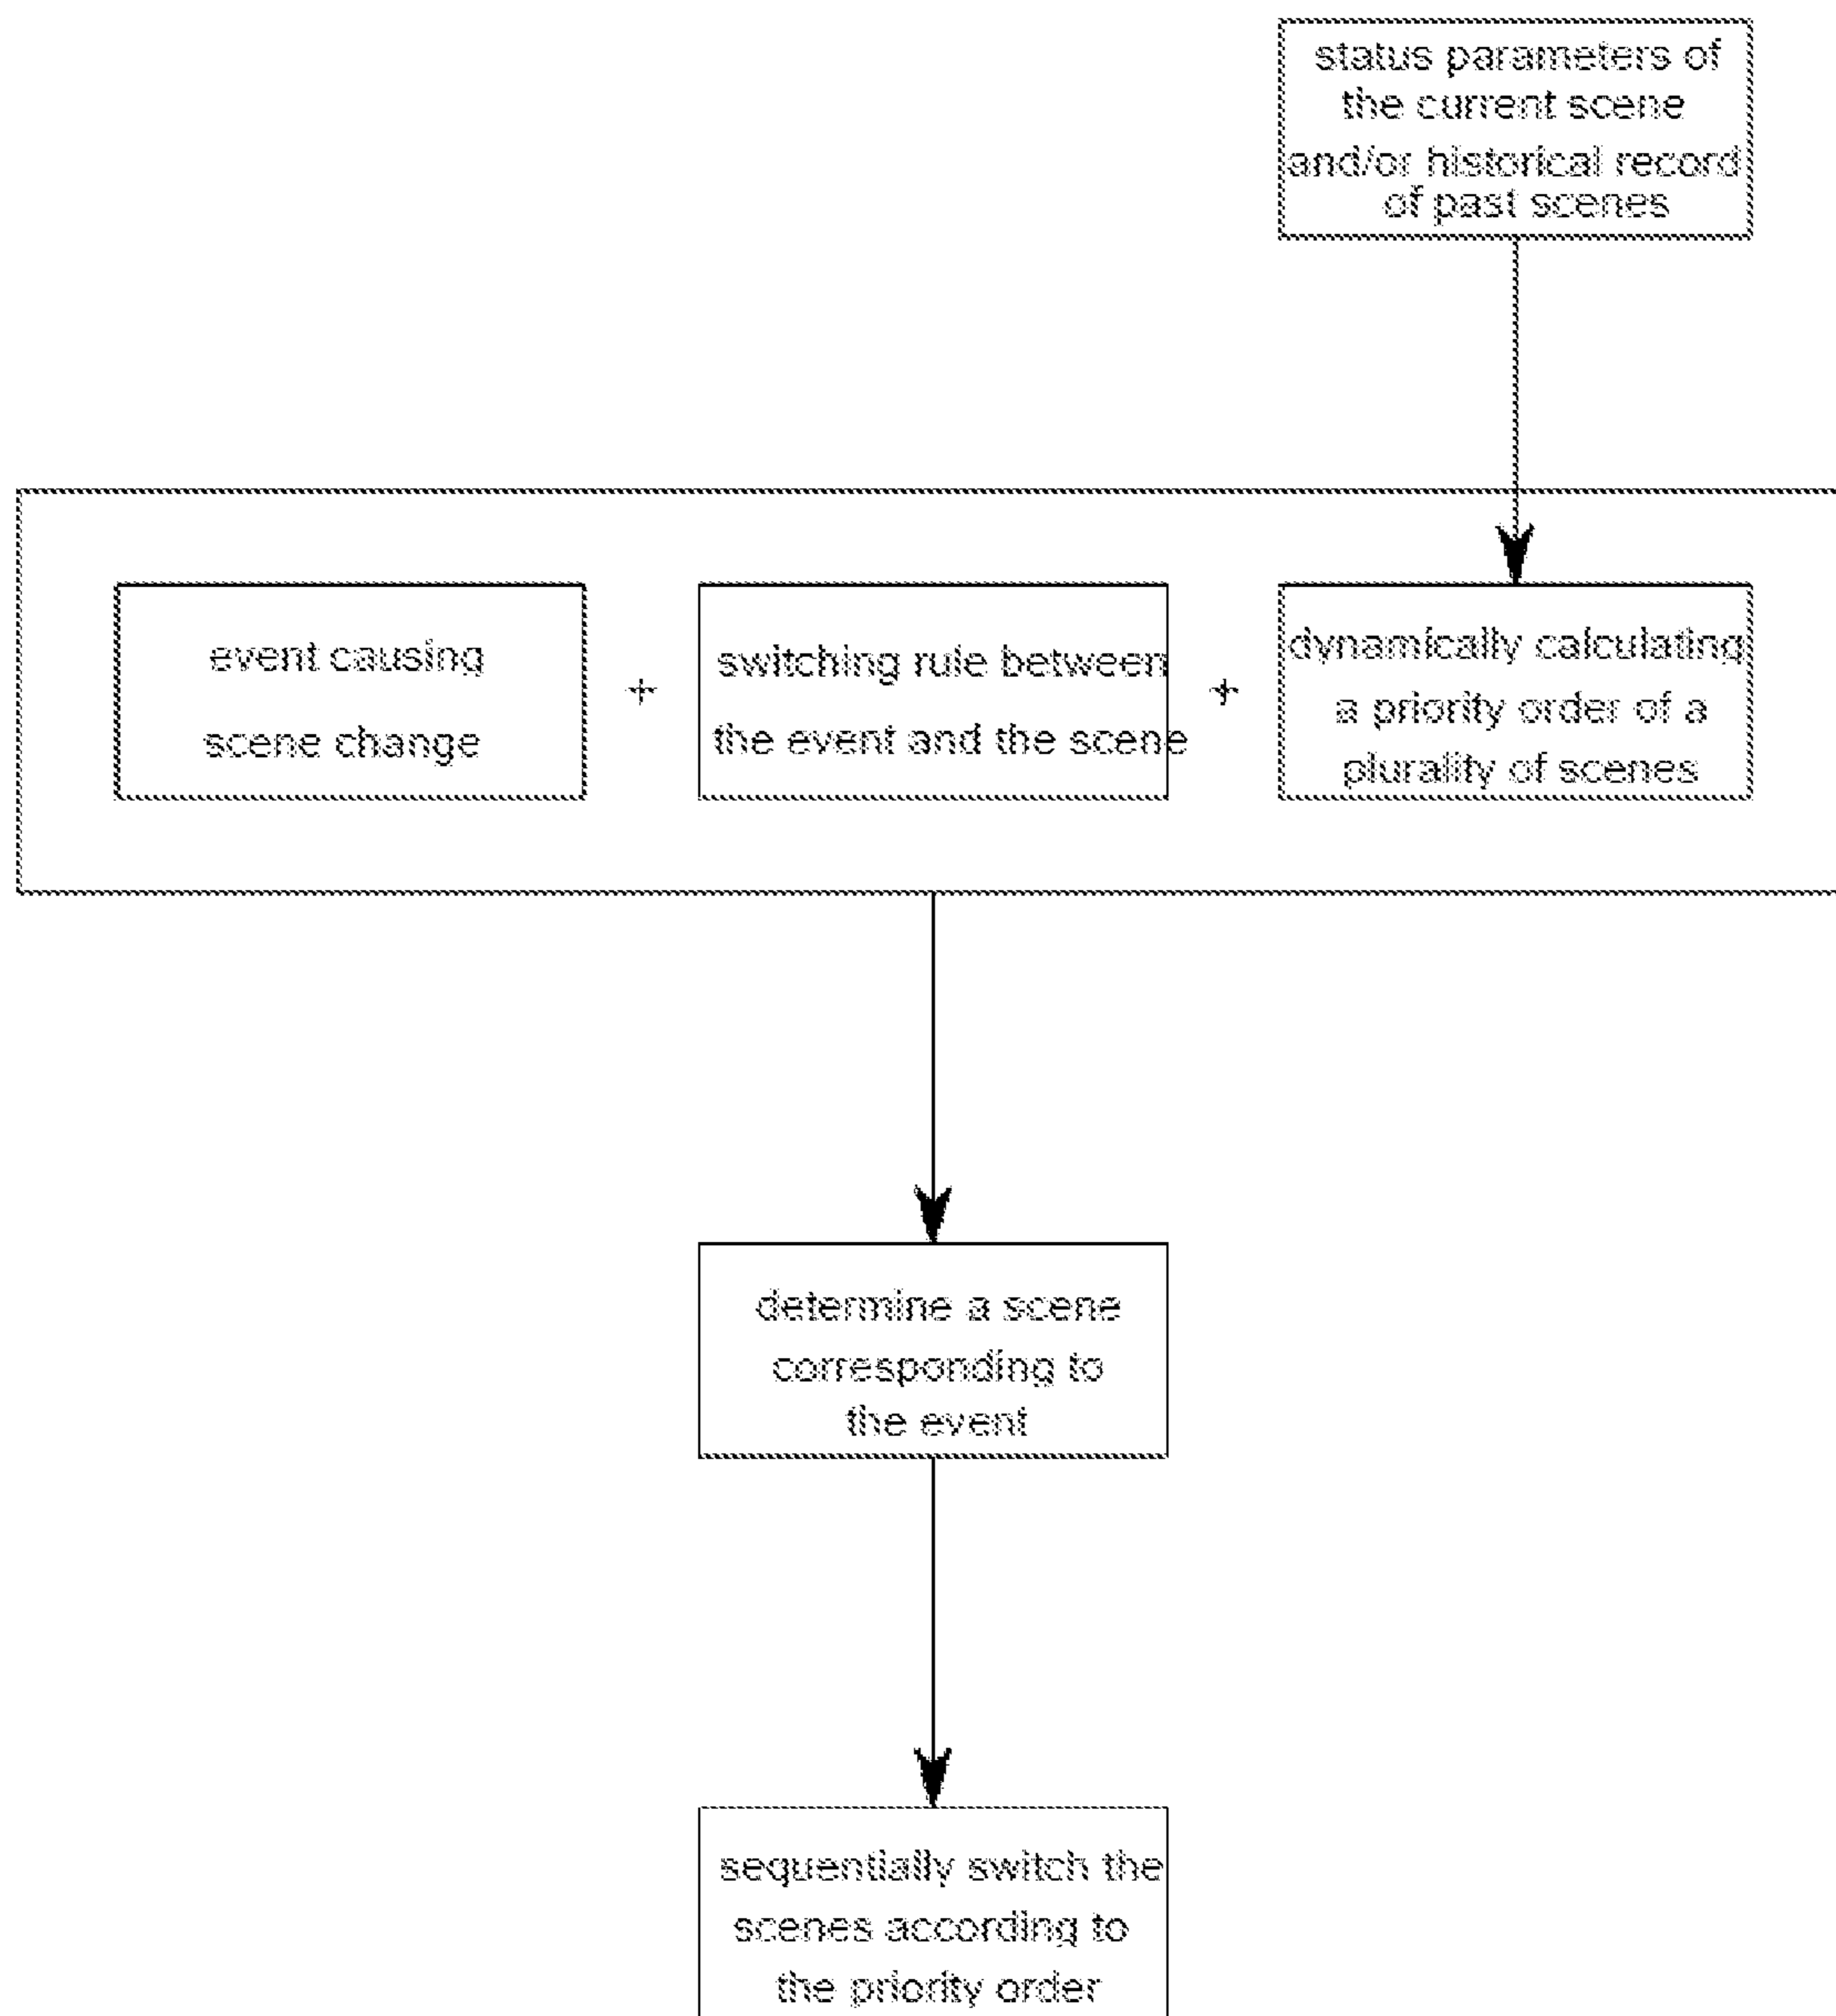 status parameters of
the current scene
and/or historical record
of past scenes
event causing
scene change
+
switching rule between
the event and the scene
+
dynamically calculating
a priority order of a
plurality of scenes
determine a scene
corresponding to
the event
sequentially switch the
scenes according to
the priority order